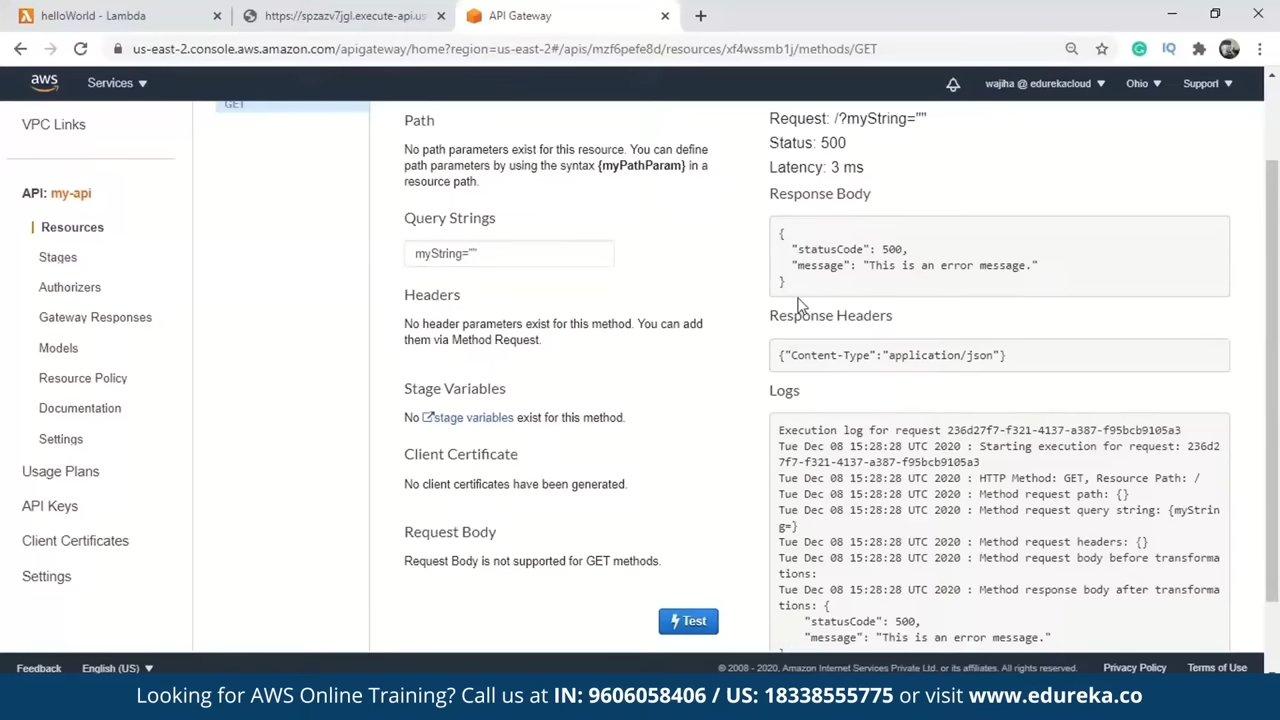 helloWorld - Lambda
https://spzazv7jgl.execute-api.us
API Gateway
us-east-2.console.aws.amazon.com/apigateway/home?region=us-east-2#/apis/mzf6pefe8d/resources/xf4wssmb1j/methods/GET
IQ
aws
Services
wajiha @ edurekacloud
Ohio
Support
VPC Links
API: my-api
Resources
Stages
Authorizers
Gateway Responses
Models
Resource Policy
Documentation
Settings
Usage Plans
API Keys
Client Certificates
Settings
GET
Path
No path parameters exist for this resource. You can define
path parameters by using the syntax {myPathParam} in a
resource path.
Query Strings
myString=""
Headers
No header parameters exist for this method. You can add
them via Method Request.
Stage Variables
No stage variables exist for this method.
Client Certificate
No client certificates have been generated.
Request Body
Request Body is not supported for GET methods.
Test
Request: /?myString=""
Status: 500
Latency: 3 ms
Response Body
{
"statusCode": 500,
"message": "This is an error message."
}
Response Headers
{"Content-Type":"application/json"}
Logs
Execution log for request 236d27f7-f321-4137-a387-f95bcb9105a3
Tue Dec 08 15:28:28 UTC 2020 : Starting execution for request: 236d2
7f7-f321-4137-a387-f95bcb9105a3
Tue Dec 08 15:28:28 UTC 2020 : HTTP Method: GET, Resource Path: /
Tue Dec 08 15:28:28 UTC 2020 : Method request path: {}
Tue Dec 08 15:28:28 UTC 2020 : Method request query string: {myStrin
g=}
Tue Dec 08 15:28:28 UTC 2020 : Method request headers: {}
Tue Dec 08 15:28:28 UTC 2020 : Method request body before transforma
tions:
Tue Dec 08 15:28:28 UTC 2020 : Method response body after transforma
tions: {
"statusCode": 500,
"message": "This is an error message."
Feedback
English (US)
© 2008 - 2020, Amazon Internet Services Private Ltd. or its affiliates. All rights reserved.
Privacy Policy
Terms of Use
Looking for AWS Online Training? Call us at IN: 9606058406 / US: 18338555775 or visit www.edureka.co